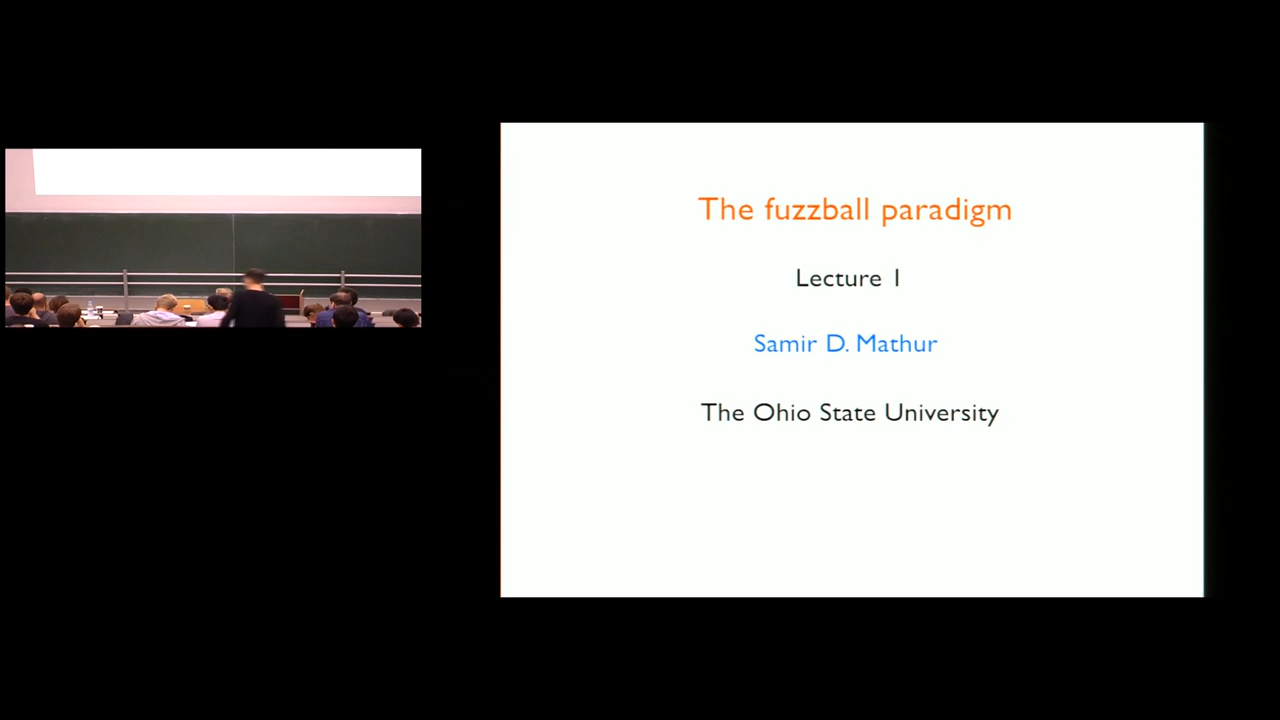 The fuzzball paradigm
Lecture 1
Samir D. Mathur
The Ohio State University